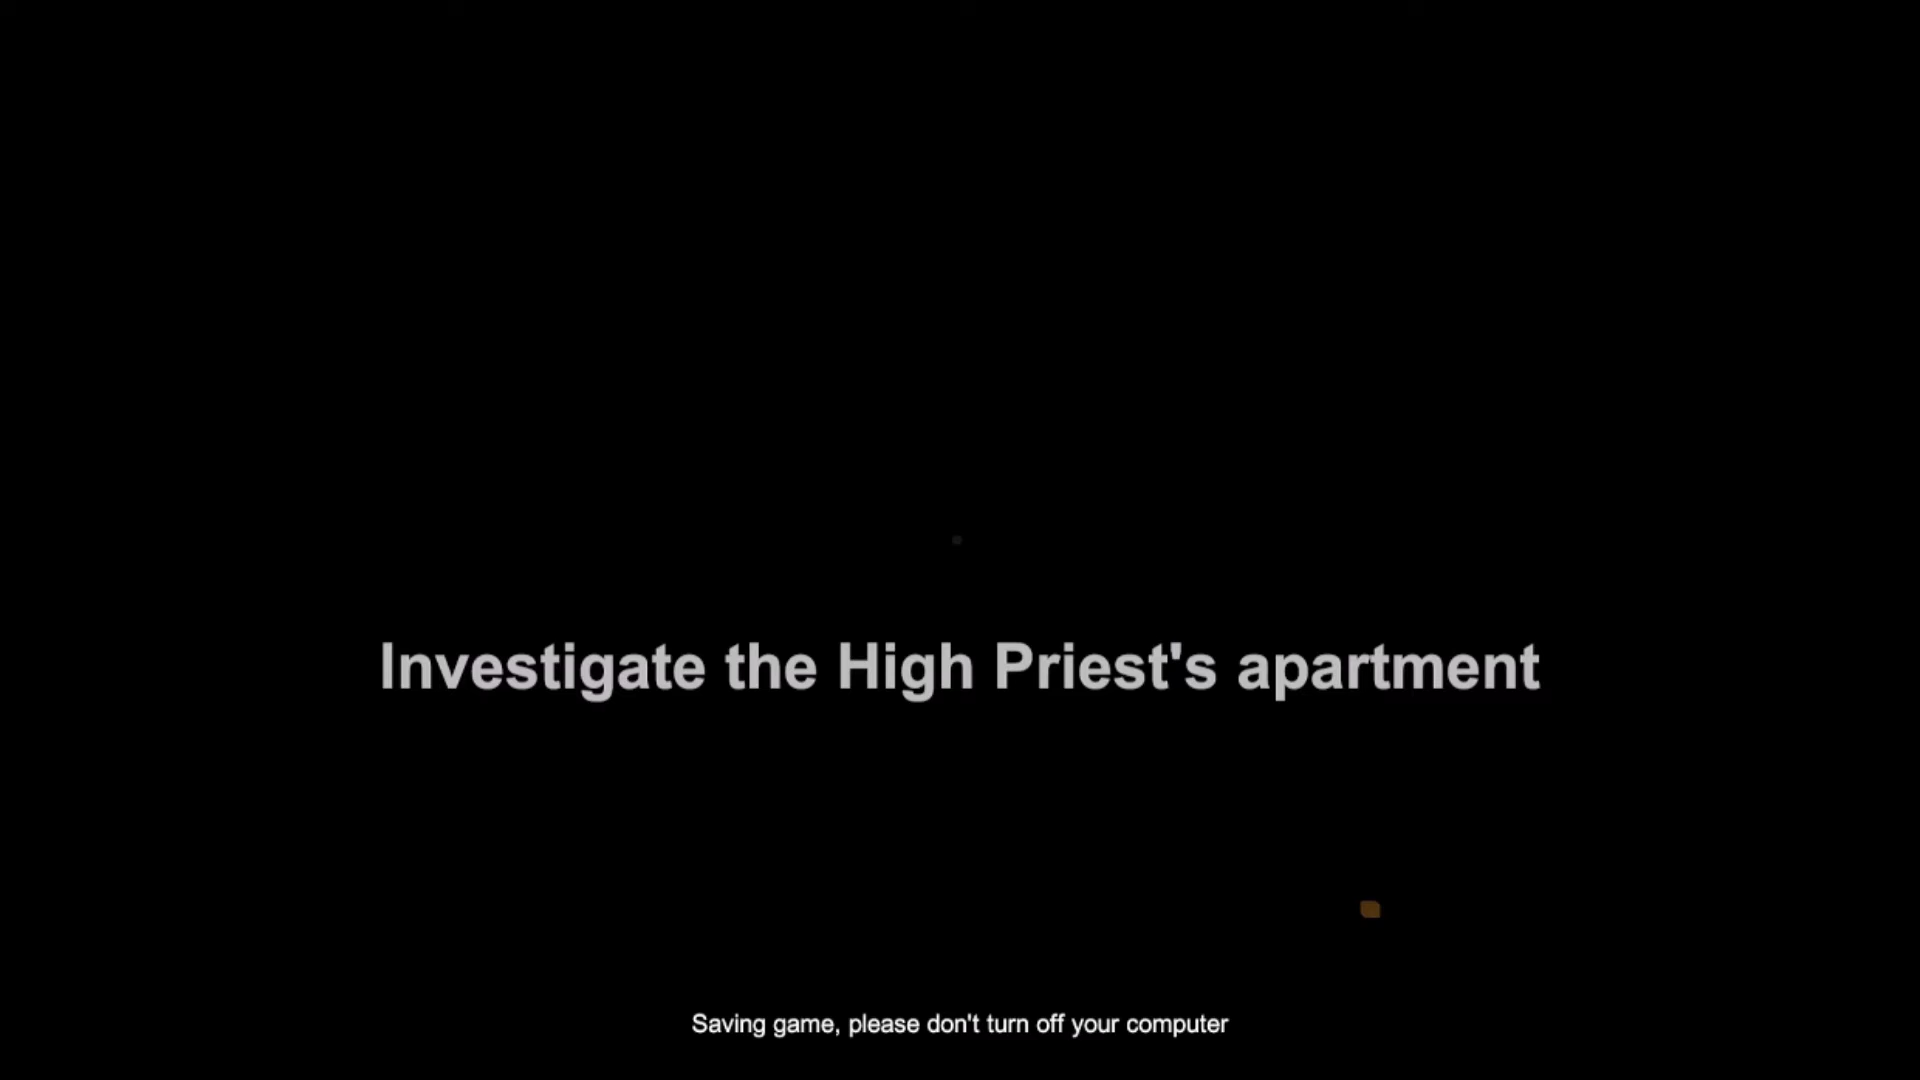 Investigate the High Priest's apartment
Saving game, please don't turn off your computer